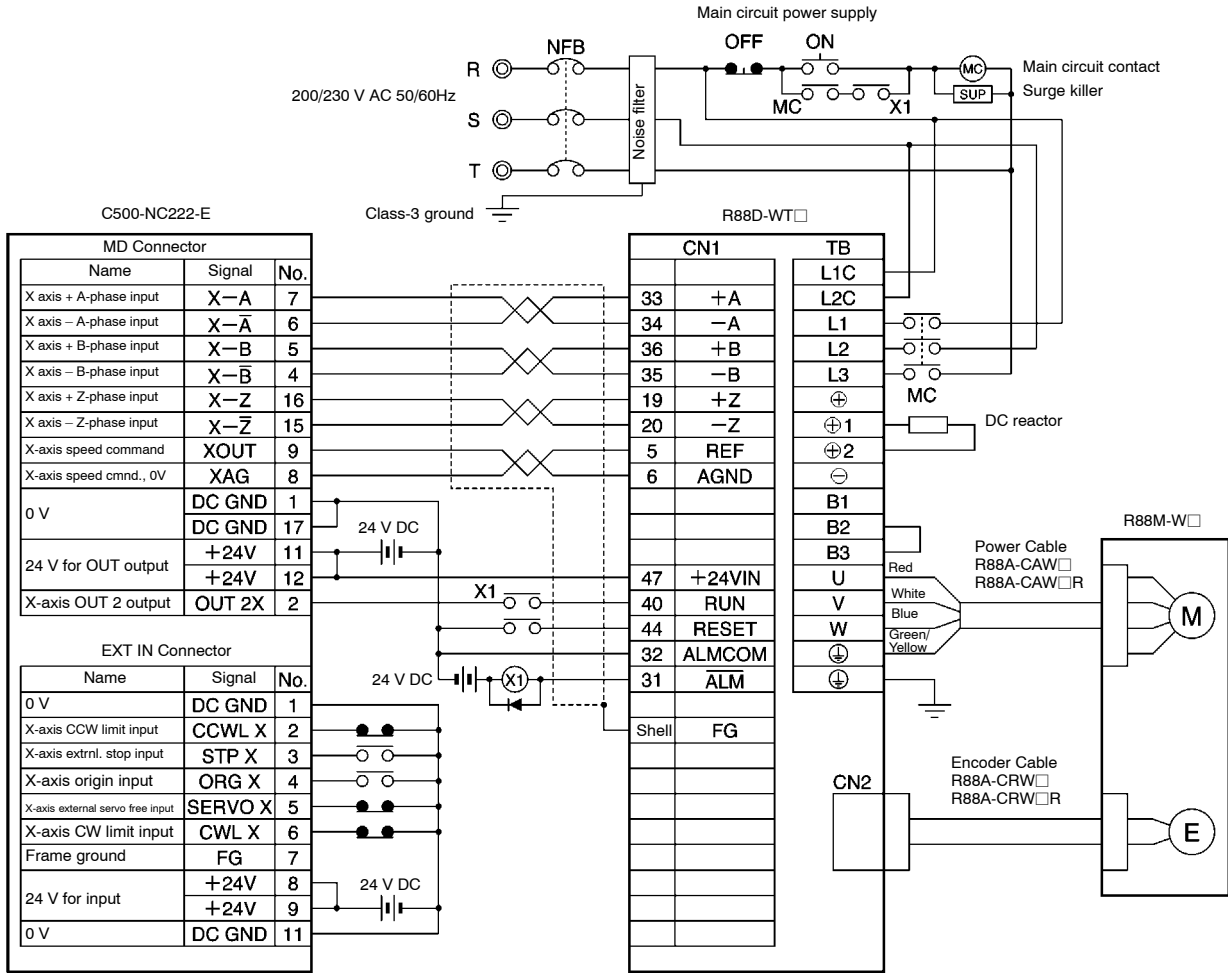 Main circuit power supply
OFF ON
NFB
R
MC Main circuit contact
SUP Surge killer
MC X1
200/230 V AC 50/60Hz
S
Noise filter
T
Class-3 ground
C500-NC222-E
R88D-WT□
MD Connector
Name Signal No.
X axis + A-phase input X−A 7
X axis − A-phase input X−A̅ 6
X axis + B-phase input X−B 5
X axis − B-phase input X−B̅ 4
X axis + Z-phase input X−Z 16
X axis − Z-phase input X−Z̅ 15
X-axis speed command XOUT 9
X-axis speed cmnd., 0V XAG 8
0 V DC GND 1
DC GND 17
24 V for OUT output +24V 11
+24V 12
X-axis OUT 2 output OUT 2X 2
24 V DC
X1
24 V DC
X1
EXT IN Connector
Name Signal No.
0 V DC GND 1
X-axis CCW limit input CCWL X 2
X-axis extrnl. stop input STP X 3
X-axis origin input ORG X 4
X-axis external servo free input SERVO X 5
X-axis CW limit input CWL X 6
Frame ground FG 7
24 V for input +24V 8
+24V 9
0 V DC GND 11
24 V DC
CN1
33 +A
34 −A
36 +B
35 −B
19 +Z
20 −Z
5 REF
6 AGND
47 +24VIN
40 RUN
44 RESET
32 ALMCOM
31 A̅L̅M̅
Shell FG
TB
L1C
L2C
L1
L2
L3
⊕
⊕1
⊕2
⊖
B1
B2
B3
U
V
W
MC
DC reactor
Red
White
Blue
Green/
Yellow
Power Cable
R88A-CAW□
R88A-CAW□R
R88M-W□
M
CN2
Encoder Cable
R88A-CRW□
R88A-CRW□R
E